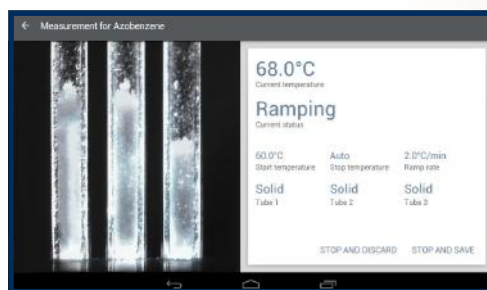 Measurement for Azobenzene
68.0°C
Current temperature
Ramping
Current status
60.0°C Auto 2.0°C/min
Start temperature Stop temperature Ramp rate
Solid Solid Solid
Tube 1 Tube 2 Tube 3
STOP AND DISCARD STOP AND SAVE